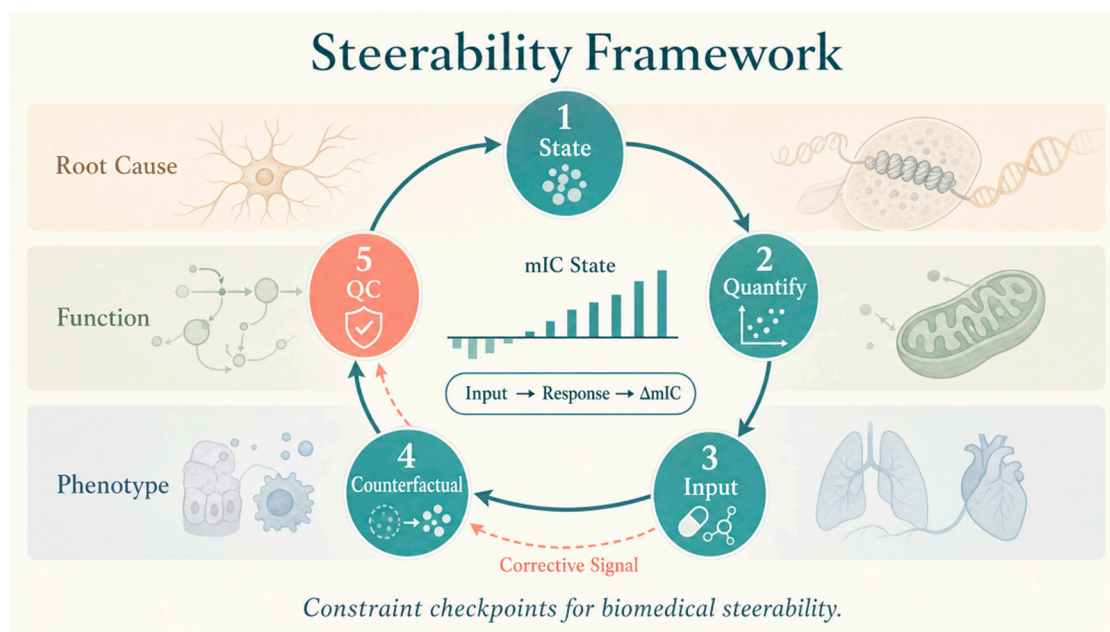 Steerability Framework
Root Cause
1
State
5
QC
mIC State
2
Quantify
Function
Input → Response → ΔmIC
4
Counterfactual
3
Input
Phenotype
Corrective Signal
Constraint checkpoints for biomedical steerability.